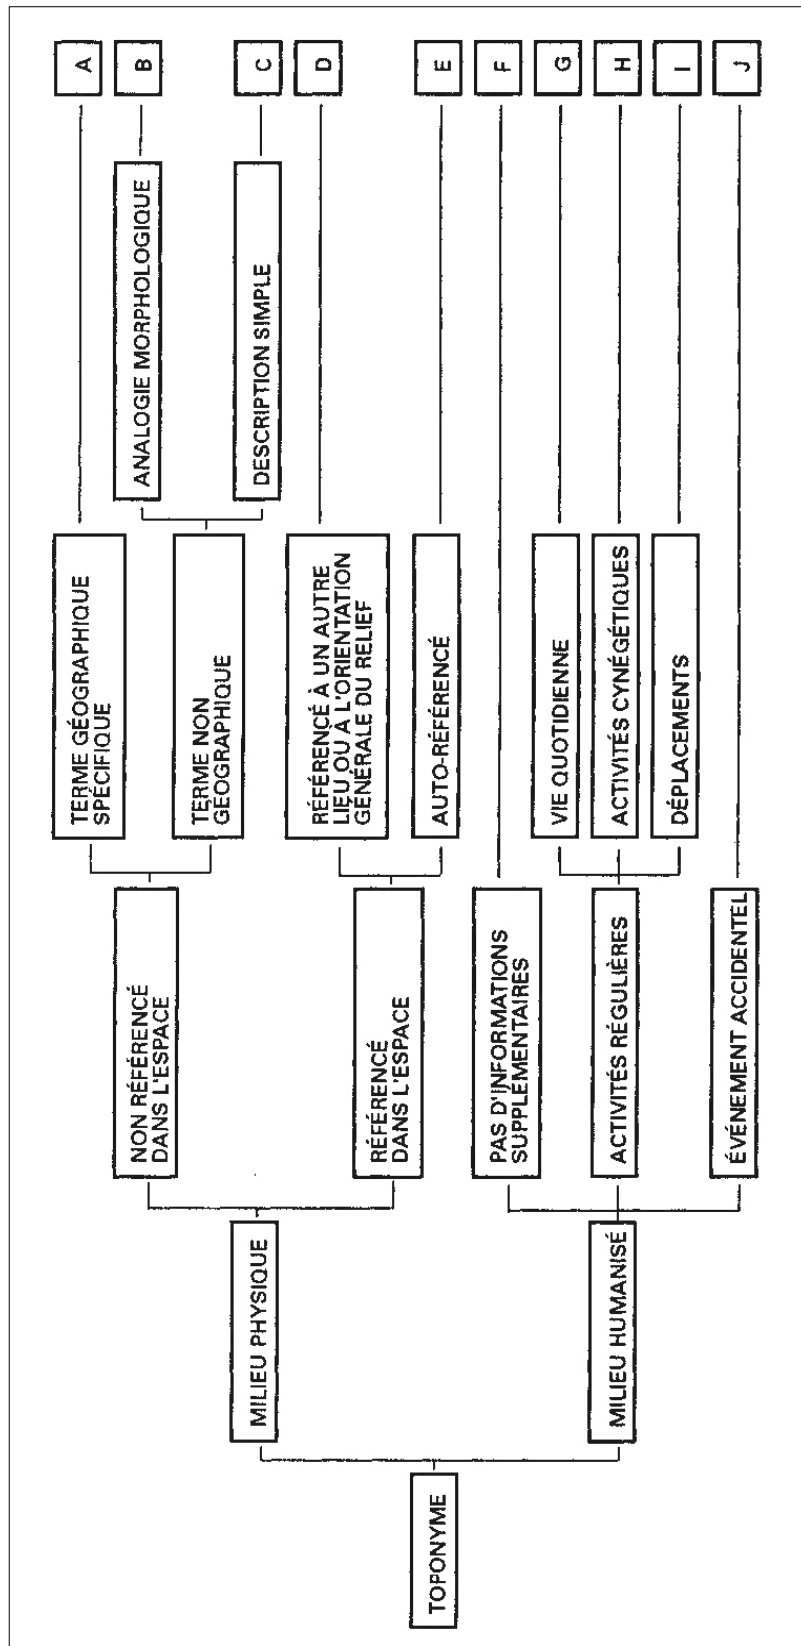 TOPONYME
MILIEU PHYSIQUE
MILIEU HUMANISÉ
NON RÉFÉRENCÉ
DANS L'ESPACE
RÉFÉRENCÉ
DANS L'ESPACE
PAS D'INFORMATIONS
SUPPLÉMENTAIRES
ACTIVITÉS RÉGULIÈRES
ÉVÉNEMENT ACCIDENTEL
TERME GÉOGRAPHIQUE
SPÉCIFIQUE
TERME NON
GÉOGRAPHIQUE
RÉFÉRENCÉ À UN AUTRE
LIEU OU A L'ORIENTATION
GÉNÉRALE DU RELIEF
AUTO-RÉFÉRENCÉ
VIE QUOTIDIENNE
ACTIVITÉS CYNÉGÉTIQUES
DÉPLACEMENTS
ANALOGIE MORPHOLOGIQUE
DESCRIPTION SIMPLE
A
B
C
D
E
F
G
H
I
J